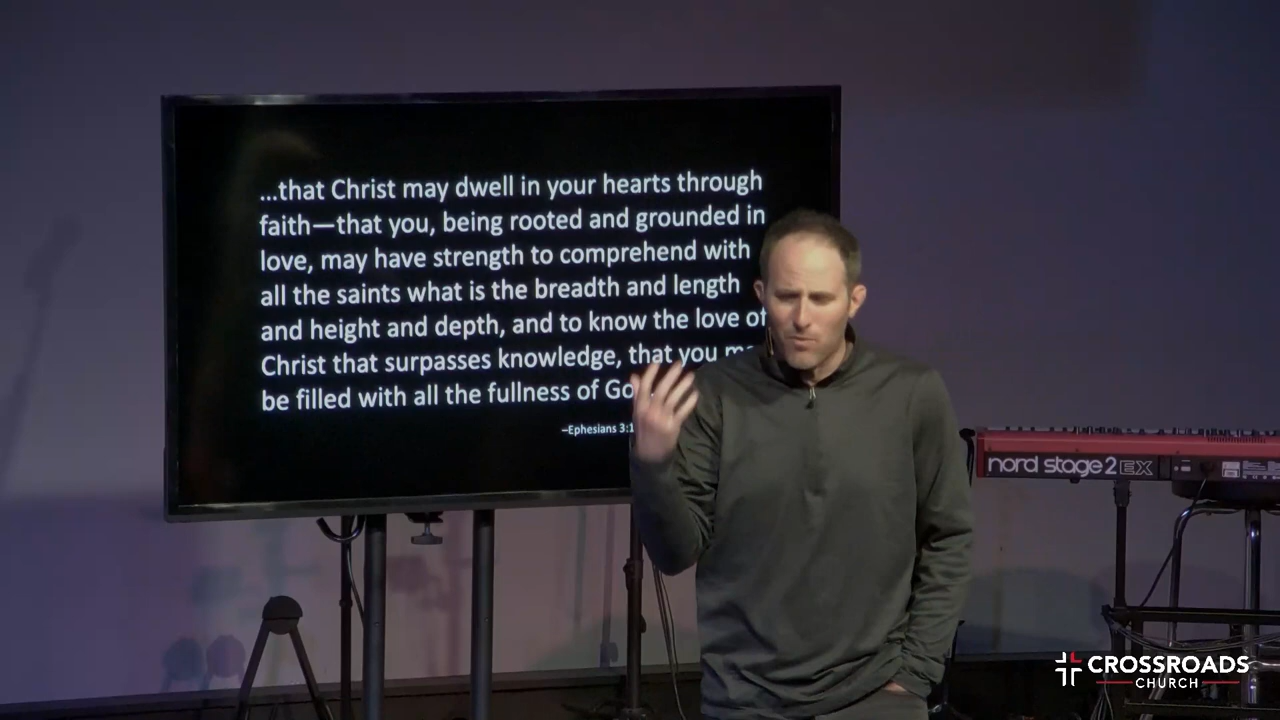 ...that Christ may dwell in your hearts through
faith—that you, being rooted and grounded in
love, may have strength to comprehend with
all the saints what is the breadth and length
and height and depth, and to know the love of
Christ that surpasses knowledge, that you m
be filled with all the fullness of Go
–Ephesians 3:1
nord stage 2 EX
CROSSROADS
CHURCH